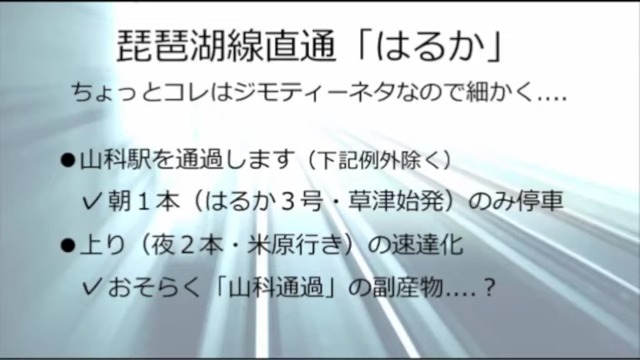 琵琶湖線直通「はるか」
ちょっとコレはジモティーネタなので細かく‥‥
●山科駅を通過します（下記例外除く）
✓朝１本（はるか３号・草津始発）のみ停車
●上り（夜２本・米原行き）の速達化
✓おそらく「山科通過」の副産物‥‥？